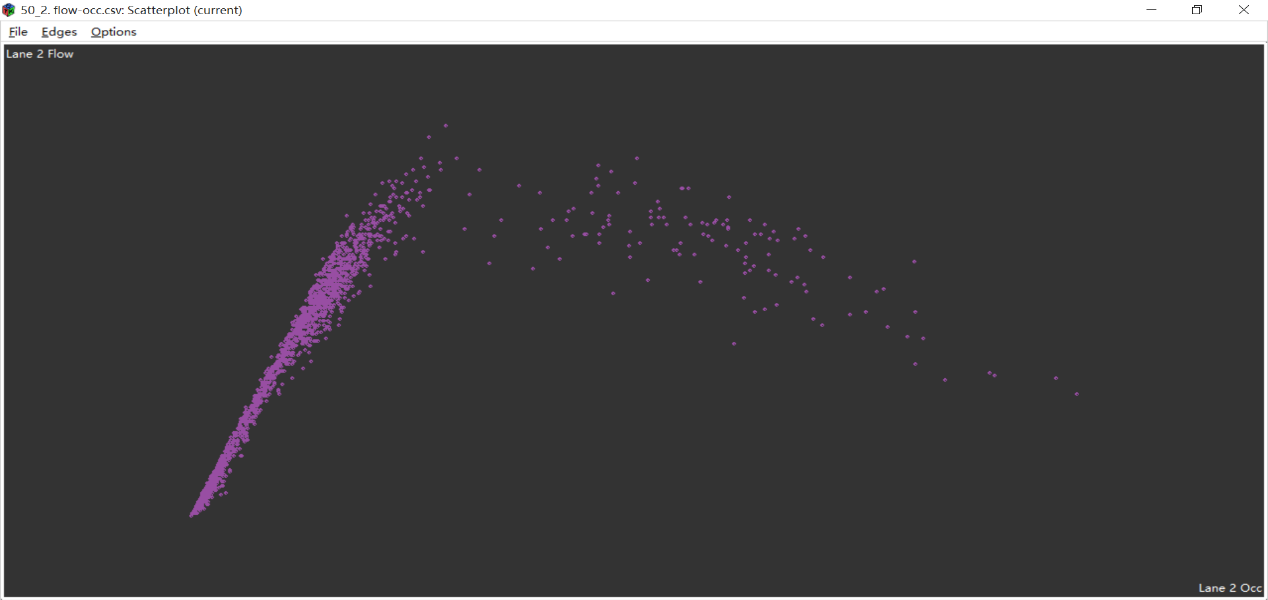 50_2. flow-occ.csv: Scatterplot (current)
File Edges Options
Lane 2 Flow
Lane 2 Occ